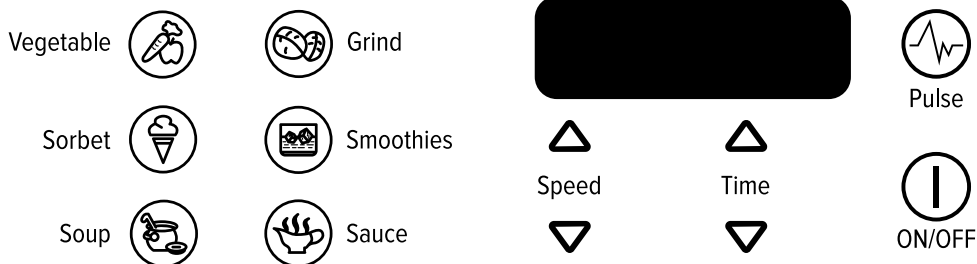 Vegetable
Grind
Pulse
Sorbet
Smoothies
Speed
Time
Soup
Sauce
ON/OFF